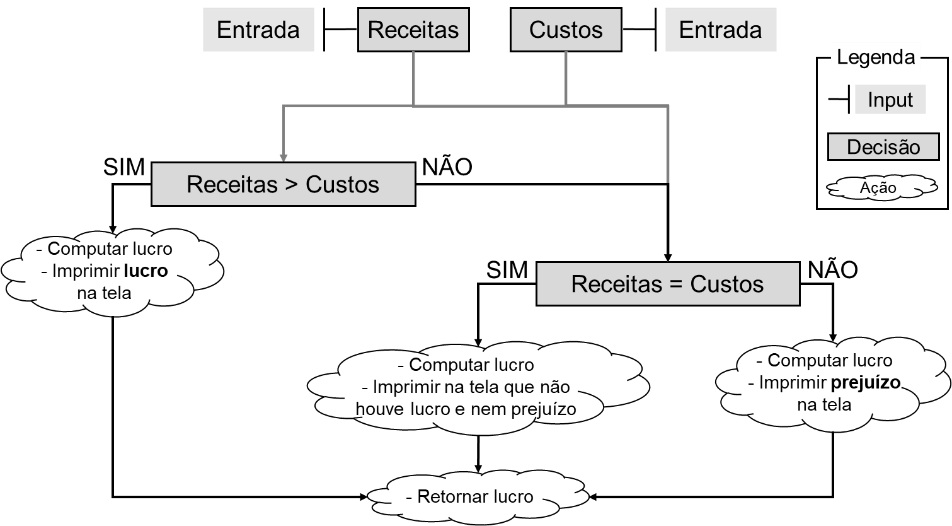 Entrada
Receitas
Custos
Entrada
Legenda
Input
Decisão
Ação
SIM
Receitas > Custos
NÃO
- Computar lucro
- Imprimir lucro
na tela
SIM
Receitas = Custos
NÃO
- Computar lucro
- Imprimir na tela que não
houve lucro e nem prejuízo
- Computar lucro
- Imprimir prejuízo
na tela
- Retornar lucro